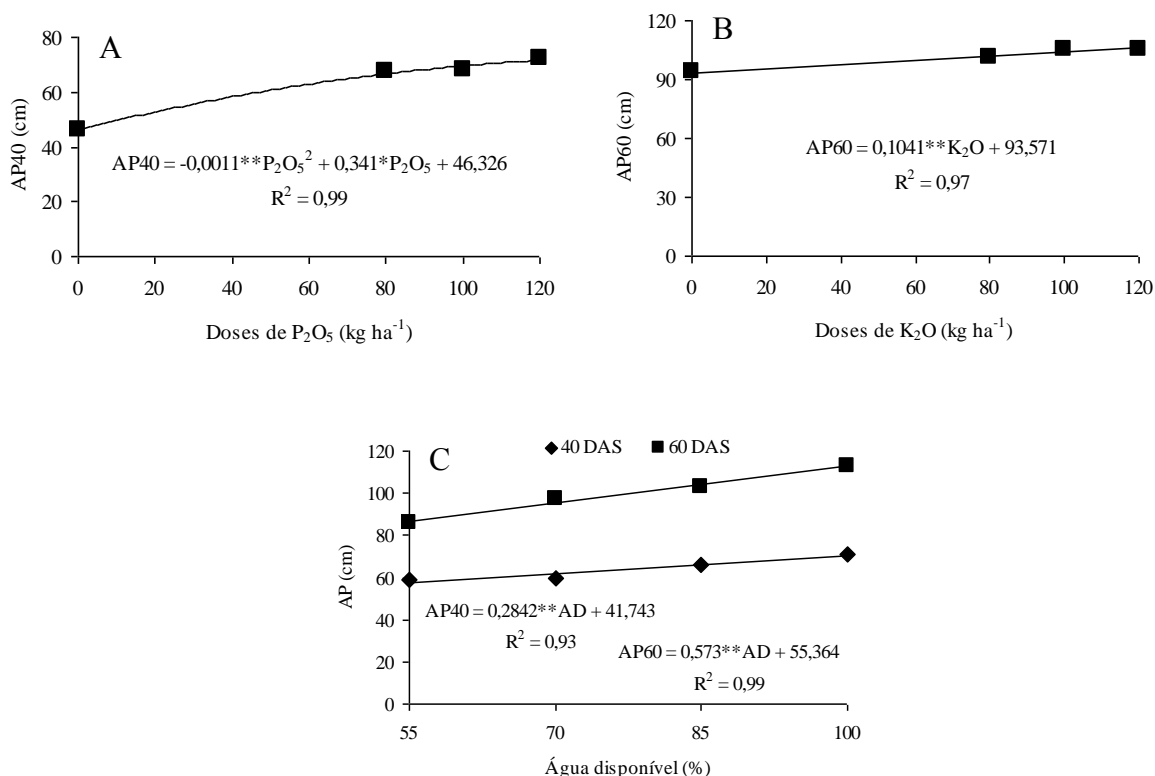 A
AP40 (cm)
80
60
40
20
0
AP40 = -0,0011**P₂O₅² + 0,341*P₂O₅ + 46,326
R² = 0,99
0 20 40 60 80 100 120
Doses de P₂O₅ (kg ha⁻¹)
B
AP60 (cm)
120
90
60
30
0
AP60 = 0,1041**K₂O + 93,571
R² = 0,97
0 20 40 60 80 100 120
Doses de K₂O (kg ha⁻¹)
C
40 DAS 60 DAS
AP (cm)
120
100
80
60
40
20
0
AP40 = 0,2842**AD + 41,743
R² = 0,93
AP60 = 0,573**AD + 55,364
R² = 0,99
55 70 85 100
Água disponível (%)